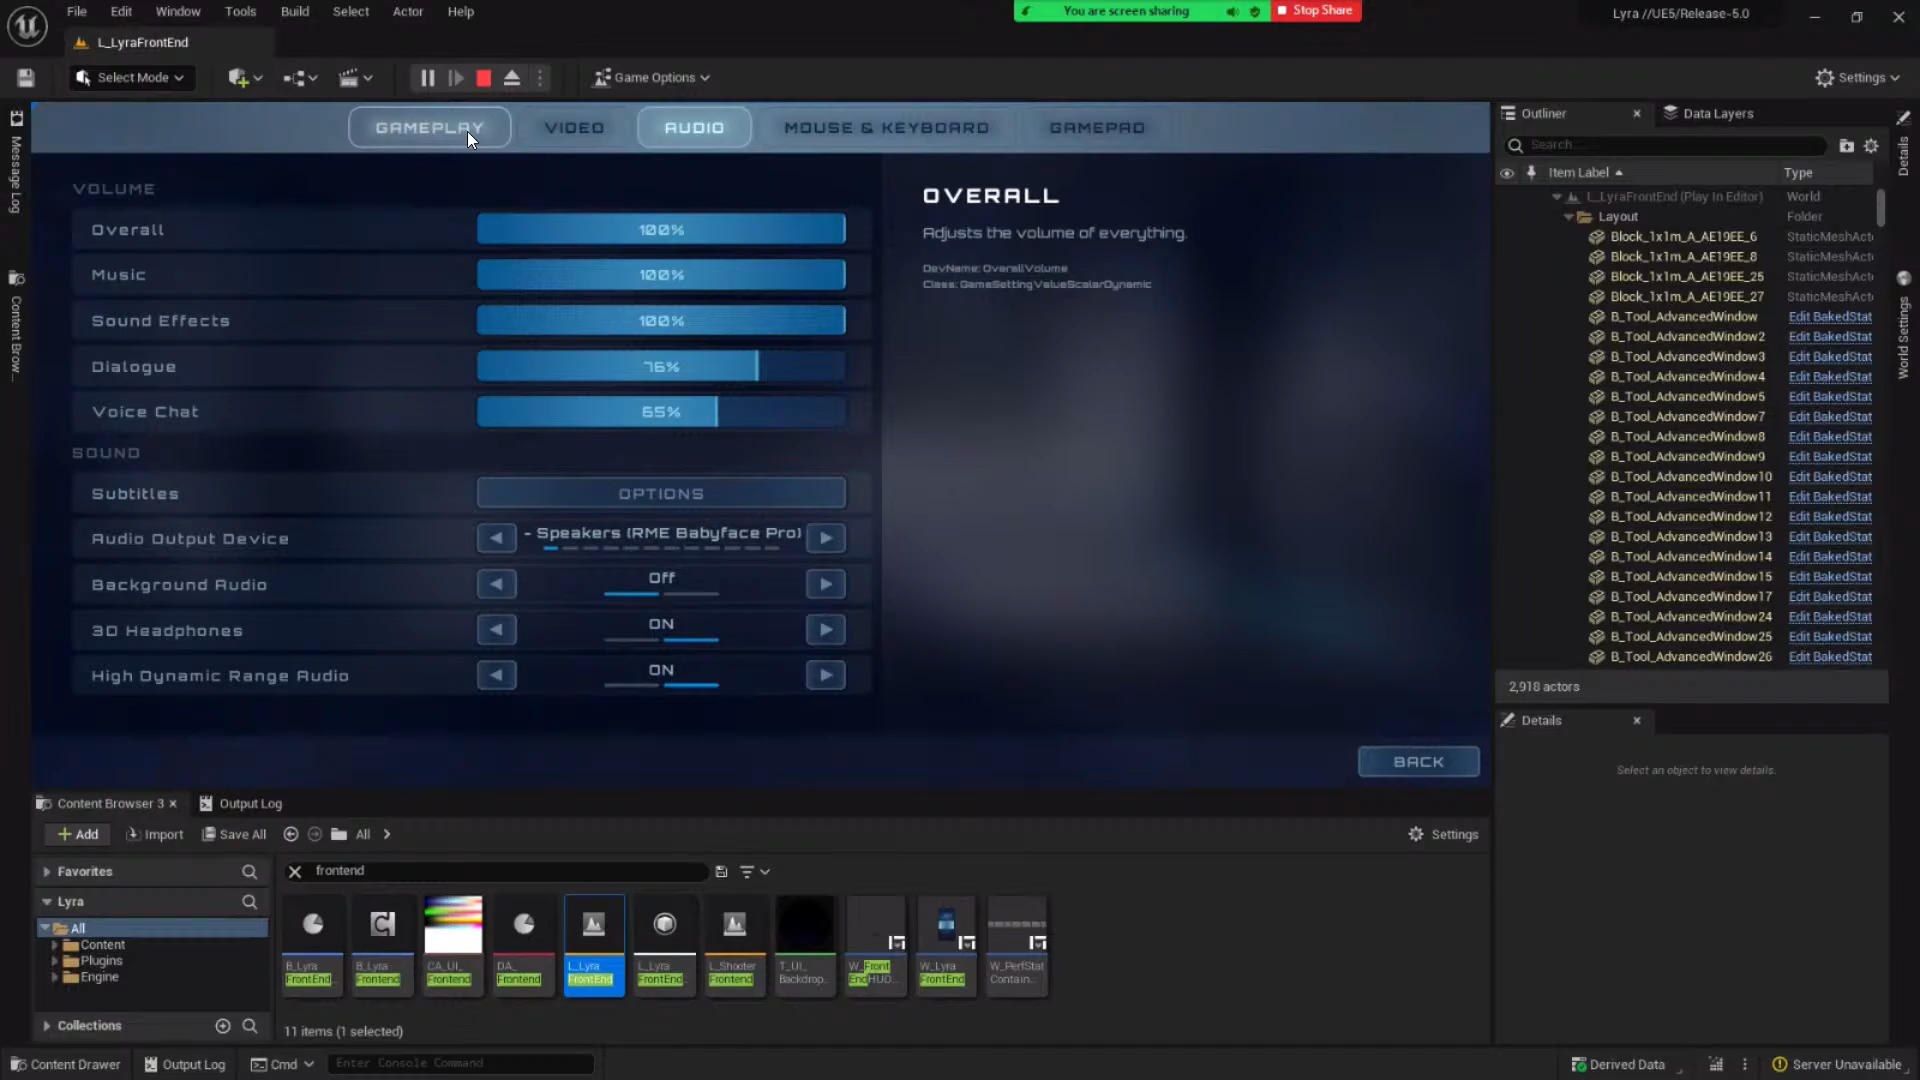 File Edit Window Tools Build Select Actor Help
You are screen sharing
Stop Share
Lyra //UE5/Release-5.0
L_LyraFrontEnd
Select Mode
Game Options
Settings
Message Log
Content Brow...
GAMEPLAY VIDEO AUDIO MOUSE & KEYBOARD GAMEPAD
VOLUME
Overall 100%
Music 100%
Sound Effects 100%
Dialogue 76%
Voice Chat 65%
SOUND
Subtitles OPTIONS
Audio Output Device - Speakers (RME Babyface Pro)
Background Audio Off
3D Headphones ON
High Dynamic Range Audio ON
OVERALL
Adjusts the volume of everything.
DevName: OverallVolume
Class: GameSettingValueScalarDynamic
BACK
Outliner
Data Layers
Search...
Item Label Type
L_LyraFrontEnd (Play In Editor) World
Layout Folder
Block_1x1m_A_AE19EE_6 StaticMeshActo
Block_1x1m_A_AE19EE_8 StaticMeshActo
Block_1x1m_A_AE19EE_25 StaticMeshActo
Block_1x1m_A_AE19EE_27 StaticMeshActo
B_Tool_AdvancedWindow Edit BakedStat
B_Tool_AdvancedWindow2 Edit BakedStat
B_Tool_AdvancedWindow3 Edit BakedStat
B_Tool_AdvancedWindow4 Edit BakedStat
B_Tool_AdvancedWindow5 Edit BakedStat
B_Tool_AdvancedWindow7 Edit BakedStat
B_Tool_AdvancedWindow8 Edit BakedStat
B_Tool_AdvancedWindow9 Edit BakedStat
B_Tool_AdvancedWindow10 Edit BakedStat
B_Tool_AdvancedWindow11 Edit BakedStat
B_Tool_AdvancedWindow12 Edit BakedStat
B_Tool_AdvancedWindow13 Edit BakedStat
B_Tool_AdvancedWindow14 Edit BakedStat
B_Tool_AdvancedWindow15 Edit BakedStat
B_Tool_AdvancedWindow17 Edit BakedStat
B_Tool_AdvancedWindow24 Edit BakedStat
B_Tool_AdvancedWindow25 Edit BakedStat
B_Tool_AdvancedWindow26 Edit BakedStat
2,918 actors
Details
Select an object to view details.
Details
World Settings
Content Browser 3
Output Log
Add Import Save All All
Settings
Favorites
Lyra
All
Content
Plugins
Engine
Collections
frontend
B_Lyra FrontEnd..
B_Lyra Frontend
CA_UI_ Frontend
DA_ Frontend
L_Lyra FrontEnd
L_Lyra FrontEnd..
L_Shooter Frontend
T_UI_ Backdrop..
W_Front EndHUD..
W_Lyra FrontEnd
W_PerfStat Contain...
11 items (1 selected)
Content Drawer Output Log Cmd Enter Console Command
Derived Data
Server Unavailable